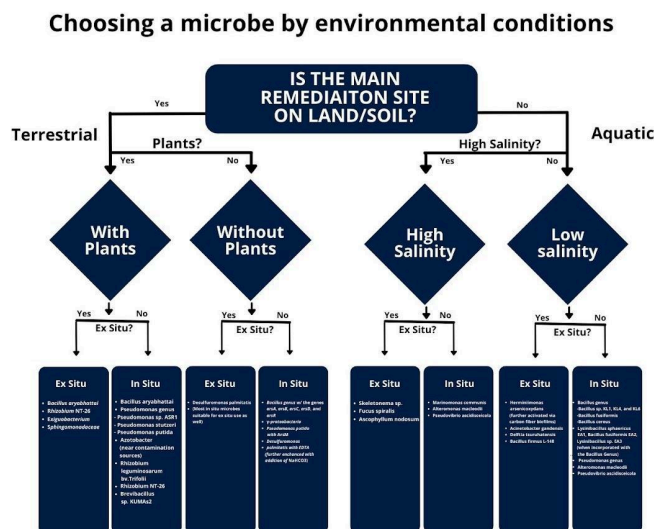 Choosing a microbe by environmental conditions
IS THE MAIN
REMEDIAITON SITE
ON LAND/SOIL?
Yes
No
Terrestrial
Aquatic
Plants?
High Salinity?
Yes
No
Yes
No
With
Plants
Without
Plants
High
Salinity
Low
salinity
Yes
No
Ex Situ?
Yes
No
Ex Situ?
Yes
No
Ex Situ?
Yes
No
Ex Situ?
Ex Situ
• Bacillus aryabhattai
• Rhizobium NT-26
• Exiguobacterium
• Sphingomonadaceae
In Situ
• Bacillus aryabhattai
• Pseudomonas genus
-Pseudomonas sp. ASR1
-Pseudomonas stutzeri
-Pseudomonas putida
• Azotobacter
(near contamination
sources)
• Rhizobium
leguminosarum
bv.Trifolii
• Rhizobium NT-26
• Brevibacillus
sp. KUMAs2
Ex Situ
• Desulfuromonas palmitatis
(Most in situ microbes
suitable for ex situ use as
well)
In Situ
• Bacillus genus w/ the genes
arsA, arsB, arsC, arsD, and
arsR
• γ-proteobacteria
• Pseudomonas putida
with ArsM
• Desulfuromonas
palmitatis with EDTA
(further enchanced with
addition of NaHCO3)
Ex Situ
• Skeletonema sp.
• Fucus spiralis
• Ascophyllum nodosum
In Situ
• Marinomonas communis
• Alteromonas macleodii
• Pseudovibrio ascidiaceicola
Ex Situ
• Herminiimonas
arsenicoxydans
(further activated via
carbon fiber biofilms)
• Acinetobacter gandensis
• Delftia tsuruhatensis
• Bacillus firmus L-148
In Situ
• Bacillus genus
-(Bacillus sp. KL1, KL4, and KL6
-Bacillus fusiformis
-Bacillus cereus
• Lysinibacillus sphaericus
EA1, Bacillus fusiformis EA2,
Lysinibacillus sp. EA3
(when incorporated with
the Bacillus Genus)
• Pseudomonas genus
• Alteromonas macleodii
• Pseudovibrio ascidiaceicola